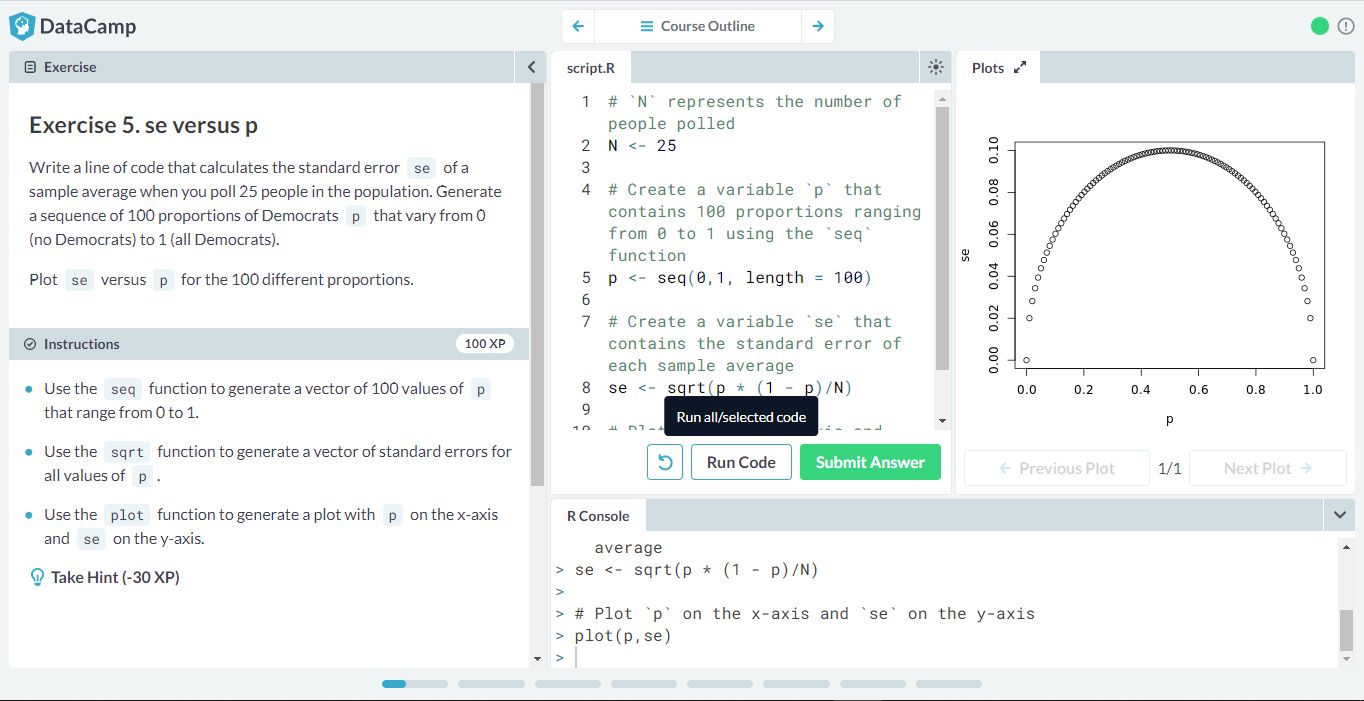 DataCamp
Course Outline
Exercise
Exercise 5. se versus p
Write a line of code that calculates the standard error se of a
sample average when you poll 25 people in the population. Generate
a sequence of 100 proportions of Democrats p that vary from 0
(no Democrats) to 1 (all Democrats).
Plot se versus p for the 100 different proportions.
Instructions
100 XP
Use the seq function to generate a vector of 100 values of p
that range from 0 to 1.
Use the sqrt function to generate a vector of standard errors for
all values of p .
Use the plot function to generate a plot with p on the x-axis
and se on the y-axis.
Take Hint (-30 XP)
script.R
1 # `N` represents the number of
people polled
2 N <- 25
3
4 # Create a variable `p` that
contains 100 proportions ranging
from 0 to 1 using the `seq`
function
5 p <- seq(0,1, length = 100)
6
7 # Create a variable `se` that
contains the standard error of
each sample average
8 se <- sqrt(p * (1 - p)/N)
9
Run all/selected code
Run Code
Submit Answer
Plots
0.10
0.08
0.06
0.04
0.02
0.00
se
0.0 0.2 0.4 0.6 0.8 1.0
p
Previous Plot
1/1
Next Plot
R Console
average
> se <- sqrt(p * (1 - p)/N)
>
> # Plot `p` on the x-axis and `se` on the y-axis
> plot(p,se)
>